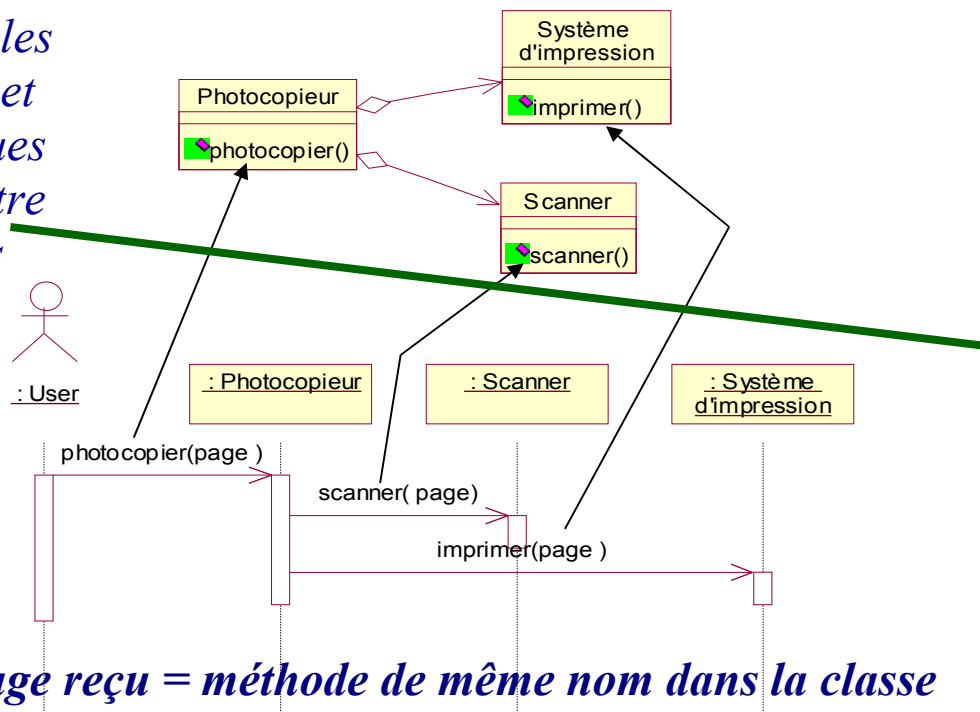 les
et
ues
tre
Système
d'impression
imprimer()
Photocopieur
photocopier()
Scanner
scanner()
: User
: Photocopieur
: Scanner
: Système
d'impression
photocopier(page )
scanner( page)
imprimer(page )
age reçu = méthode de même nom dans la classe